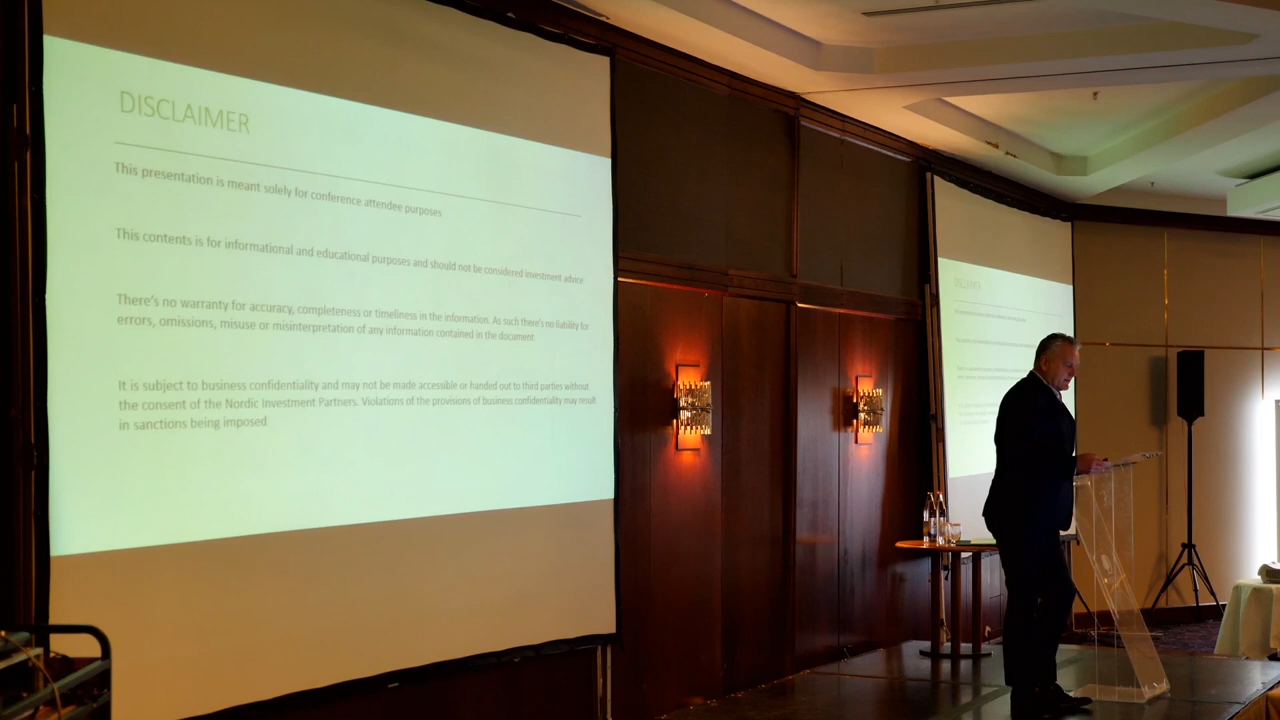 DISCLAIMER
This presentation is meant solely for conference attendee purposes
This contents is for informational and educational purposes and should not be considered investment advice
There's no warranty for accuracy, completeness or timeliness in the information. As such there's no liability for
errors, omissions, misuse or misinterpretation of any information contained in the document.
It is subject to business confidentiality and may not be made accessible or handed out to third parties without
the consent of the Nordic Investment Partners. Violations of the provisions of business confidentiality may result
in sanctions being imposed
DISCLAIMER